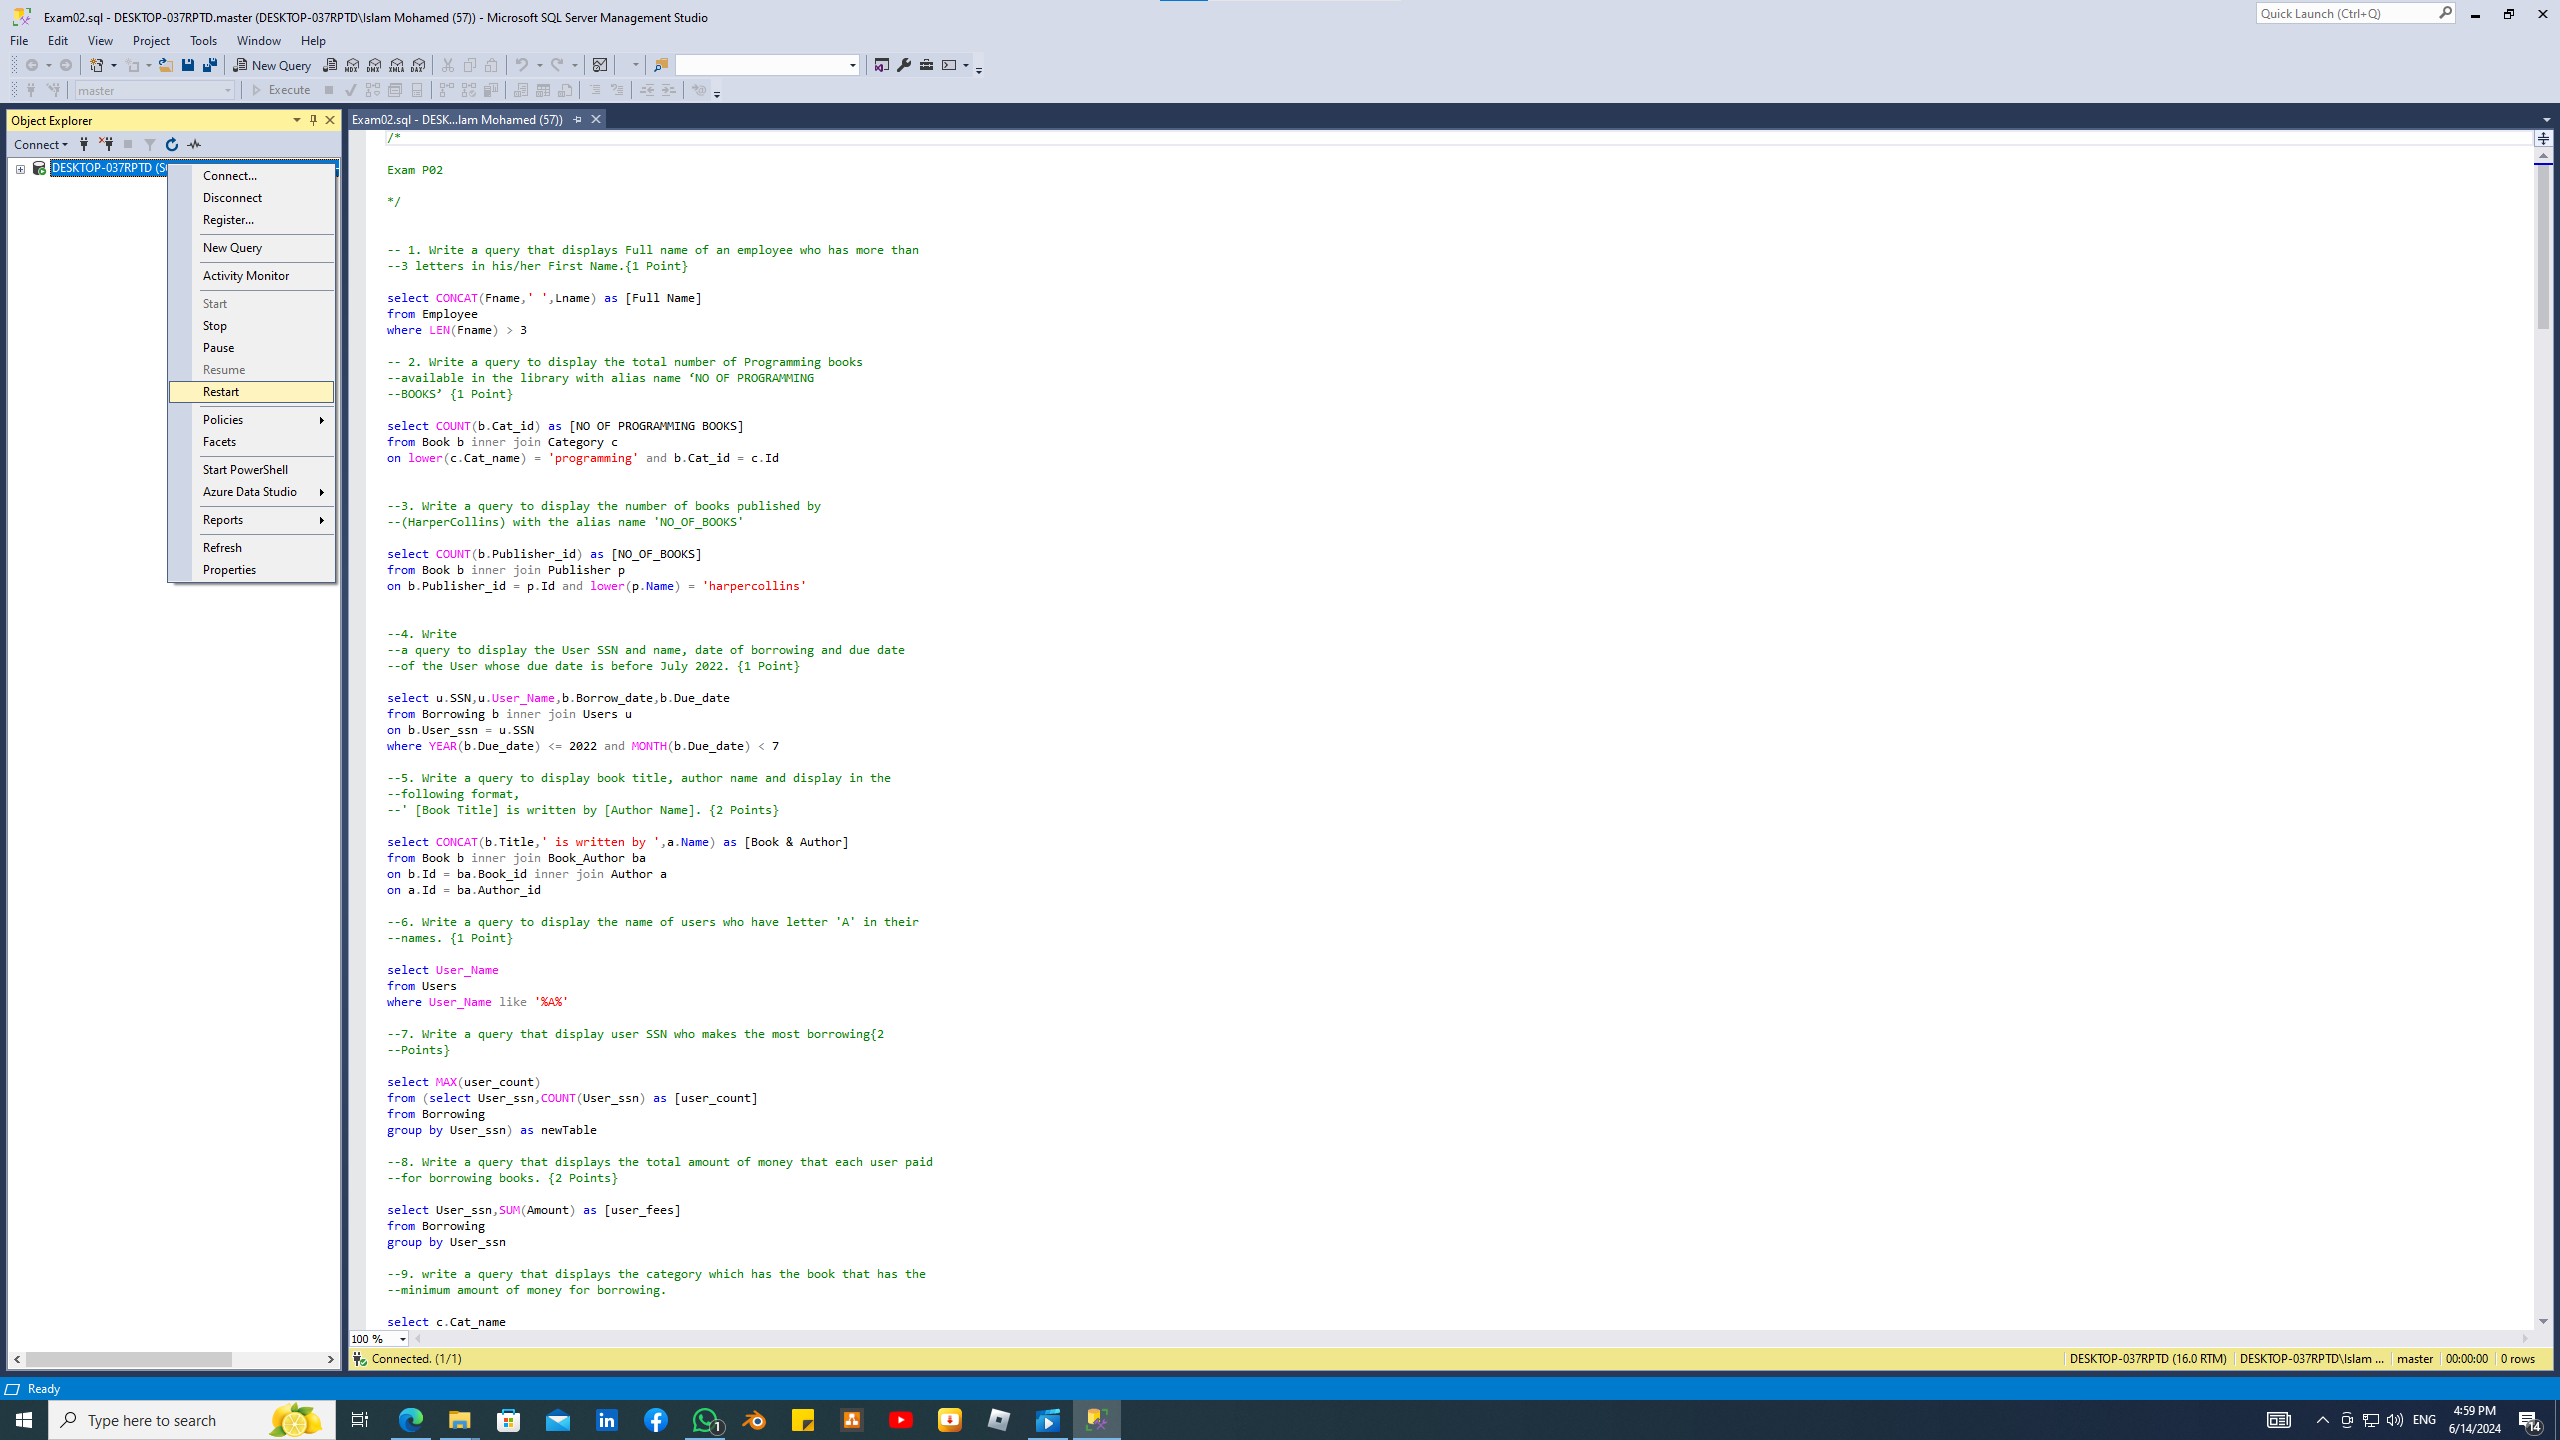 Exam02.sql - DESKTOP-037RPTD.master (DESKTOP-037RPTD\Islam Mohamed (57)) - Microsoft SQL Server Management Studio
Quick Launch (Ctrl+Q)
File Edit View Project Tools Window Help
New Query MDX DMX XMLA DAX
master Execute
Object Explorer
Exam02.sql - DESK...lam Mohamed (57))
Connect
DESKTOP-037RPTD (S
Connect...
Disconnect
Register...
New Query
Activity Monitor
Start
Stop
Pause
Resume
Restart
Policies
Facets
Start PowerShell
Azure Data Studio
Reports
Refresh
Properties
/*
Exam P02
*/
-- 1. Write a query that displays Full name of an employee who has more than
--3 letters in his/her First Name.{1 Point}
select CONCAT(Fname,' ',Lname) as [Full Name]
from Employee
where LEN(Fname) > 3
-- 2. Write a query to display the total number of Programming books
--available in the library with alias name ‘NO OF PROGRAMMING
--BOOKS’ {1 Point}
select COUNT(b.Cat_id) as [NO OF PROGRAMMING BOOKS]
from Book b inner join Category c
on lower(c.Cat_name) = 'programming' and b.Cat_id = c.Id
--3. Write a query to display the number of books published by
--(HarperCollins) with the alias name 'NO_OF_BOOKS'
select COUNT(b.Publisher_id) as [NO_OF_BOOKS]
from Book b inner join Publisher p
on b.Publisher_id = p.Id and lower(p.Name) = 'harpercollins'
--4. Write
--a query to display the User SSN and name, date of borrowing and due date
--of the User whose due date is before July 2022. {1 Point}
select u.SSN,u.User_Name,b.Borrow_date,b.Due_date
from Borrowing b inner join Users u
on b.User_ssn = u.SSN
where YEAR(b.Due_date) <= 2022 and MONTH(b.Due_date) < 7
--5. Write a query to display book title, author name and display in the
--following format,
--' [Book Title] is written by [Author Name]. {2 Points}
select CONCAT(b.Title,' is written by ',a.Name) as [Book & Author]
from Book b inner join Book_Author ba
on b.Id = ba.Book_id inner join Author a
on a.Id = ba.Author_id
--6. Write a query to display the name of users who have letter 'A' in their
--names. {1 Point}
select User_Name
from Users
where User_Name like '%A%'
--7. Write a query that display user SSN who makes the most borrowing{2
--Points}
select MAX(user_count)
from (select User_ssn,COUNT(User_ssn) as [user_count]
from Borrowing
group by User_ssn) as newTable
--8. Write a query that displays the total amount of money that each user paid
--for borrowing books. {2 Points}
select User_ssn,SUM(Amount) as [user_fees]
from Borrowing
group by User_ssn
--9. write a query that displays the category which has the book that has the
--minimum amount of money for borrowing.
select c.Cat_name
100 %
Connected. (1/1)
DESKTOP-037RPTD (16.0 RTM) DESKTOP-037RPTD\Islam ... master 00:00:00 0 rows
Ready
Type here to search
1
ENG
4:59 PM
6/14/2024
14